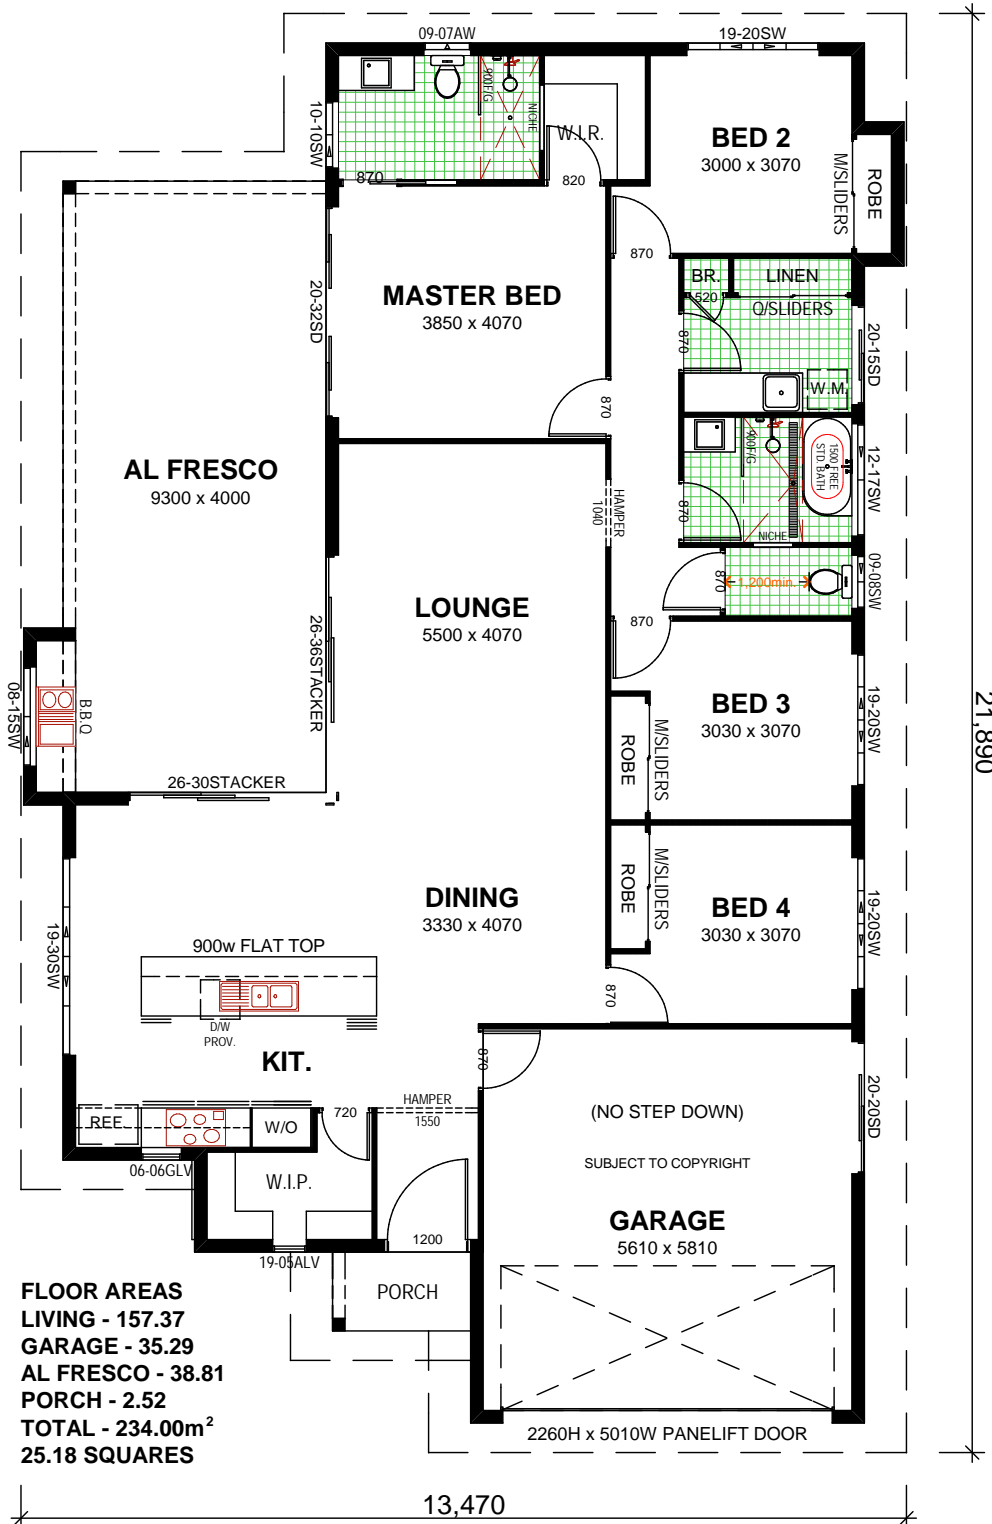 09-07AW
19-20SW
10-10SW
900F/G
NICHE
W.I.R.
870
820
BED 2
3000 x 3070
M/SLIDERS
ROBE
870
BR.
520
LINEN
Q/SLIDERS
870
W.M.
20-15SD
MASTER BED
3850 x 4070
20-32SD
870
AL FRESCO
9300 x 4000
900F/G
1500 FREE
STD. BATH
12-17SW
870
NICHE
HAMPER
1040
870
1,200min.
09-08SW
LOUNGE
5500 x 4070
870
26-36STACKER
08-15SW
B.B.Q
26-30STACKER
BED 3
3030 x 3070
ROBE
M/SLIDERS
19-20SW
21,890
DINING
3330 x 4070
ROBE
M/SLIDERS
BED 4
3030 x 3070
19-20SW
870
19-30SW
900w FLAT TOP
D/W
PROV.
KIT.
870
HAMPER
1550
720
REF.
W/O
06-06GLV
W.I.P.
19-05ALV
1200
PORCH
(NO STEP DOWN)
SUBJECT TO COPYRIGHT
GARAGE
5610 x 5810
20-20SD
2260H x 5010W PANELIFT DOOR
FLOOR AREAS
LIVING - 157.37
GARAGE - 35.29
AL FRESCO - 38.81
PORCH - 2.52
TOTAL - 234.00m²
25.18 SQUARES
13,470